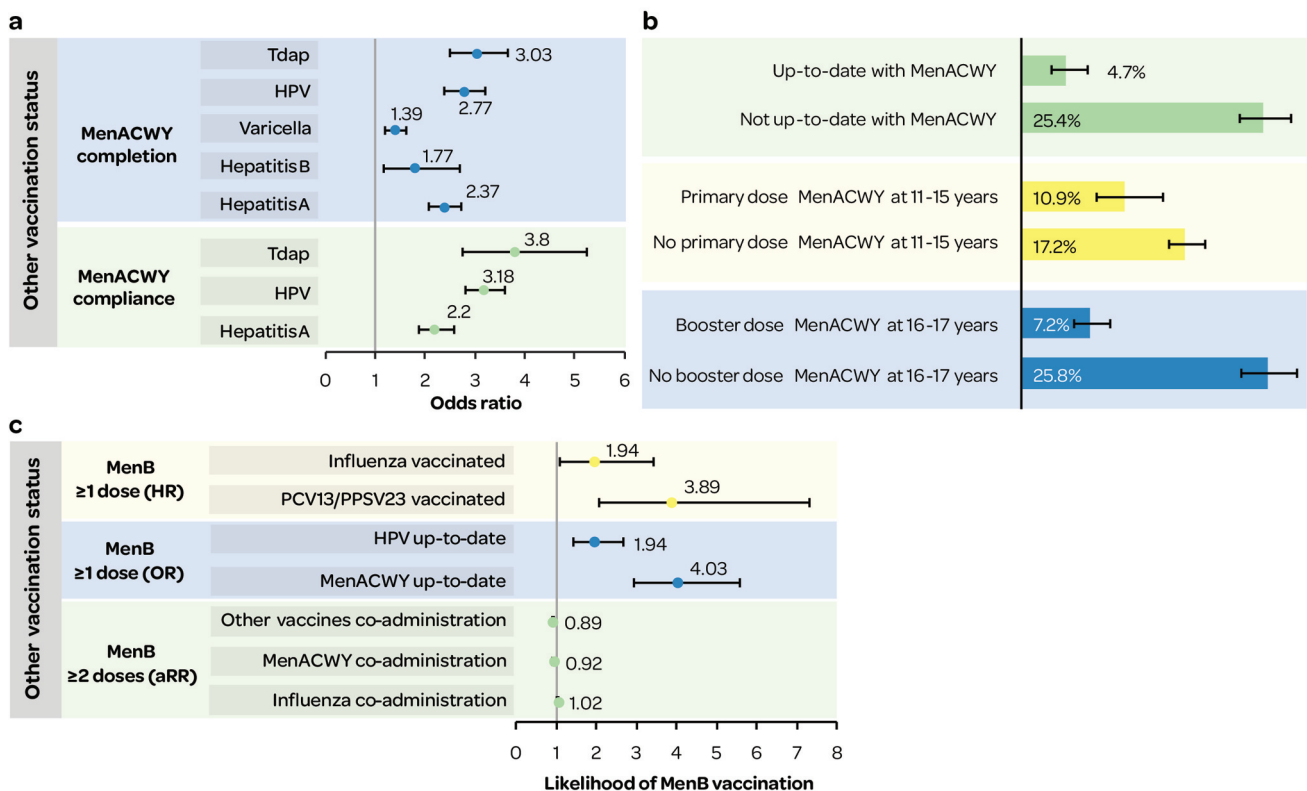 a
Other vaccination status
MenACWY
completion
Tdap
3.03
HPV
2.77
Varicella
1.39
Hepatitis B
1.77
Hepatitis A
2.37
MenACWY
compliance
Tdap
3.8
HPV
3.18
Hepatitis A
2.2
0 1 2 3 4 5 6
Odds ratio
b
Up-to-date with MenACWY
4.7%
Not up-to-date with MenACWY
25.4%
Primary dose MenACWY at 11-15 years
10.9%
No primary dose MenACWY at 11-15 years
17.2%
Booster dose MenACWY at 16-17 years
7.2%
No booster dose MenACWY at 16-17 years
25.8%
c
Other vaccination status
MenB
≥1 dose (HR)
Influenza vaccinated
1.94
PCV13/PPSV23 vaccinated
3.89
MenB
≥1 dose (OR)
HPV up-to-date
1.94
MenACWY up-to-date
4.03
MenB
≥2 doses (aRR)
Other vaccines co-administration
0.89
MenACWY co-administration
0.92
Influenza co-administration
1.02
0 1 2 3 4 5 6 7 8
Likelihood of MenB vaccination